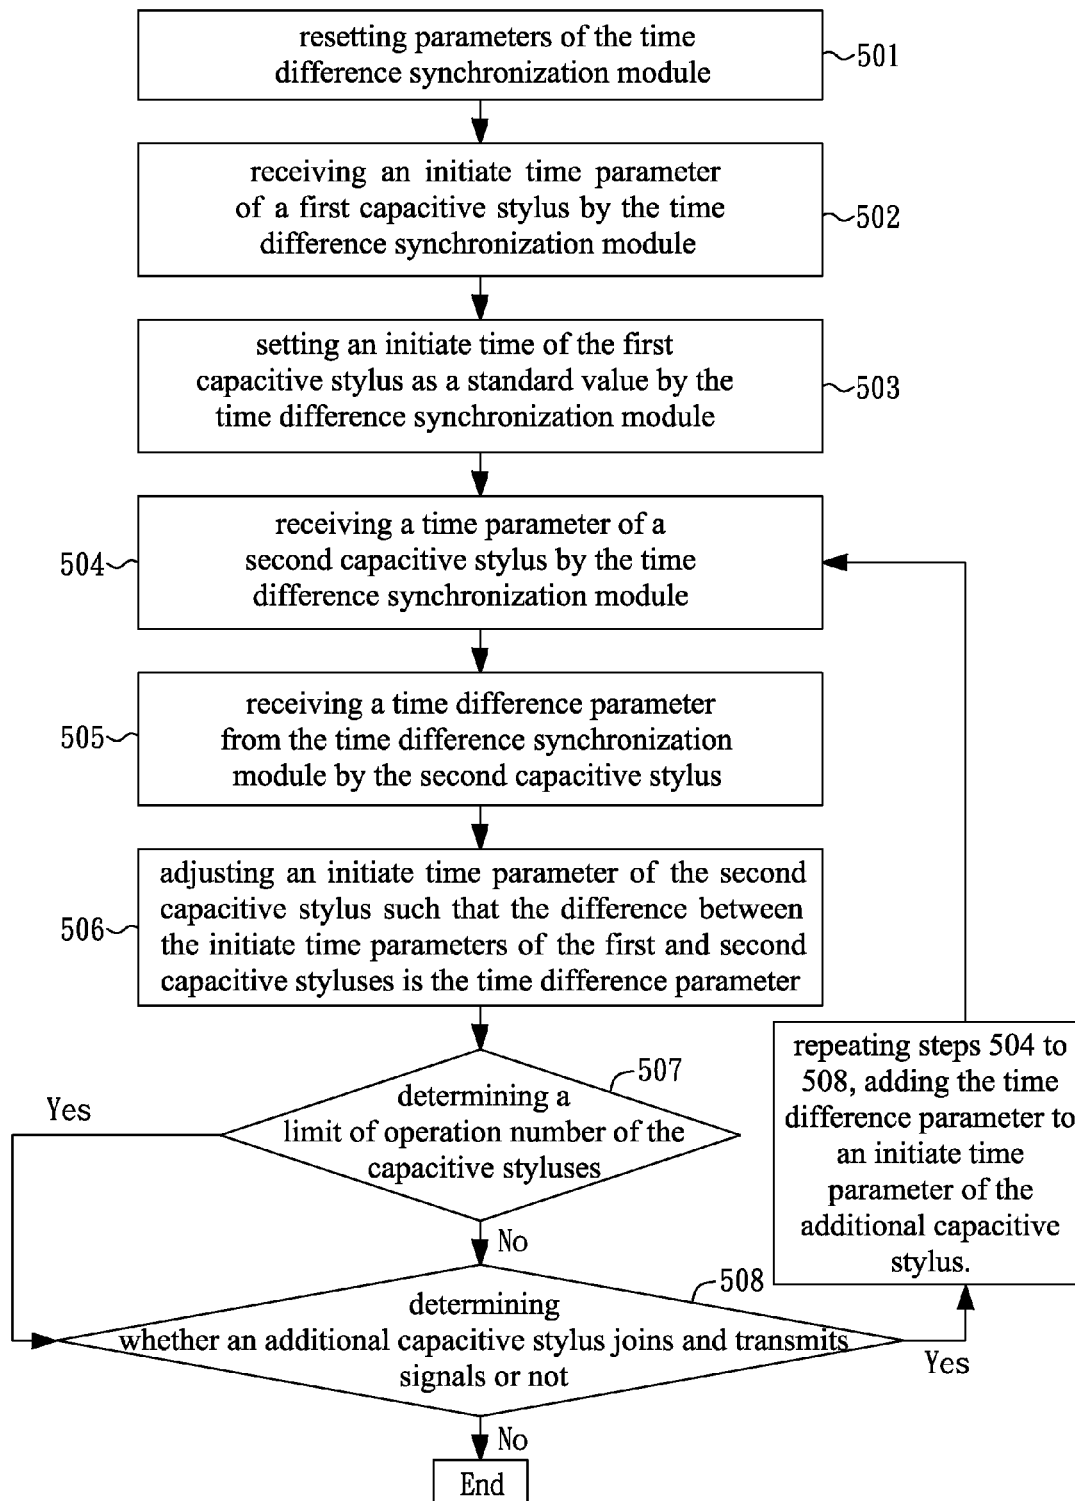 resetting parameters of the time
difference synchronization module
501
receiving an initiate time parameter
of a first capacitive stylus by the time
difference synchronization module
502
setting an initiate time of the first
capacitive stylus as a standard value by the
time difference synchronization module
503
receiving a time parameter of a
second capacitive stylus by the time
difference synchronization module
504
receiving a time difference parameter
from the time difference synchronization
module by the second capacitive stylus
505
adjusting an initiate time parameter of the second
capacitive stylus such that the difference between
the initiate time parameters of the first and second
capacitive styluses is the time difference parameter
506
determining a
limit of operation number of the
capacitive styluses
507
Yes
No
repeating steps 504 to
508, adding the time
difference parameter to
an initiate time
parameter of the
additional capacitive
stylus.
determining
whether an additional capacitive stylus joins and transmits
signals or not
508
Yes
No
End